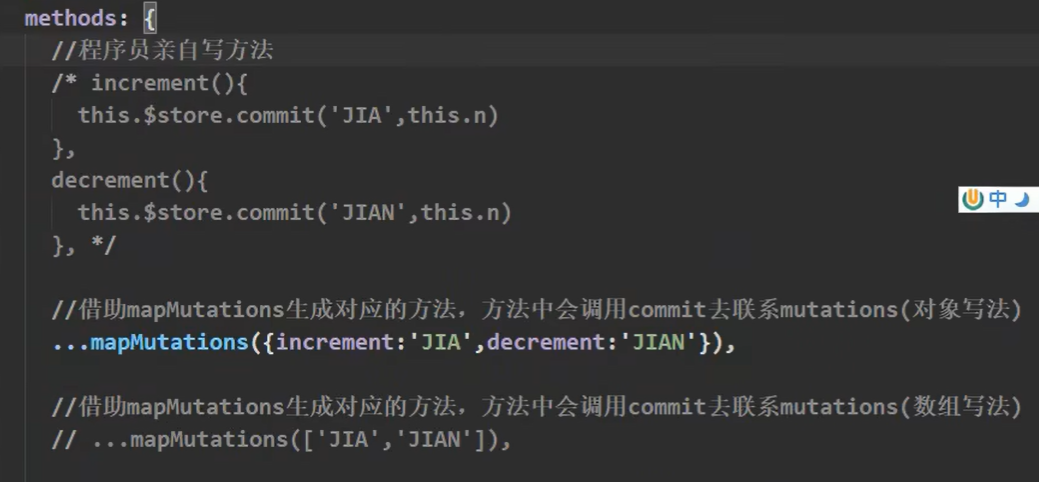 methods: {
//程序员亲自写方法
/* increment(){
this.$store.commit('JIA',this.n)
},
decrement(){
this.$store.commit('JIAN',this.n)
}, */
中
//借助mapMutations生成对应的方法，方法中会调用commit去联系mutations(对象写法)
...mapMutations({increment:'JIA',decrement:'JIAN'}),
//借助mapMutations生成对应的方法，方法中会调用commit去联系mutations(数组写法)
// ...mapMutations(['JIA','JIAN']),